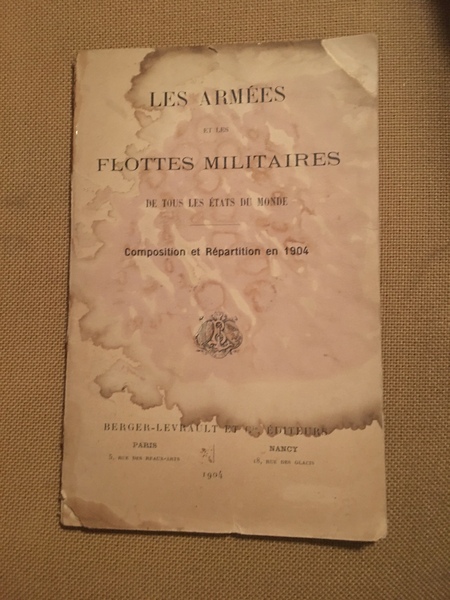 LES ARMÉES
ET LES
FLOTTES MILITAIRES
DE TOUS LES ÉTATS DU MONDE
Composition et Répartition en 1904
BERGER-LEVRAULT ET Cie, ÉDITEURS
PARIS
NANCY
5, RUE DES BEAUX-ARTS
18, RUE DES GLACIS
1904